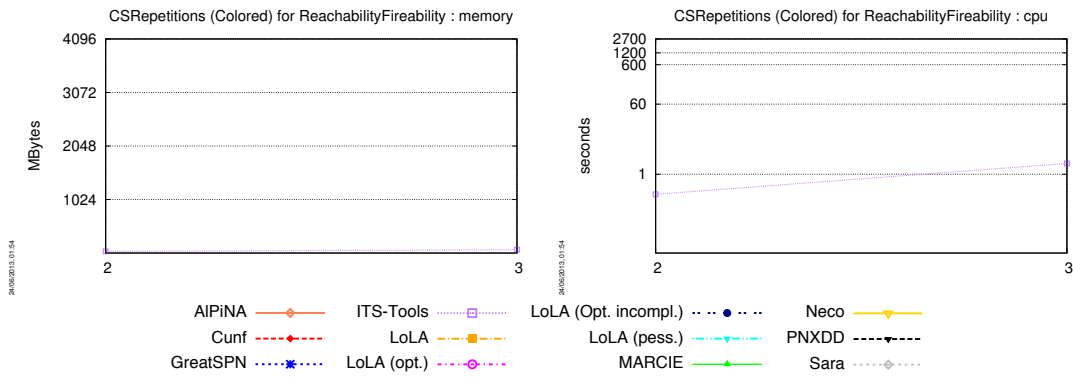 CSRepetitions (Colored) for ReachabilityFireability : memory
4096
3072
2048
1024
MBytes
2
3
24/06/2013, 01:54
CSRepetitions (Colored) for ReachabilityFireability : cpu
2700
1200
600
60
1
seconds
2
3
24/06/2013, 01:54
AlPiNA
ITS-Tools
LoLA (Opt. incompl.)
Neco
Cunf
LoLA
LoLA (pess.)
PNXDD
GreatSPN
LoLA (opt.)
MARCIE
Sara